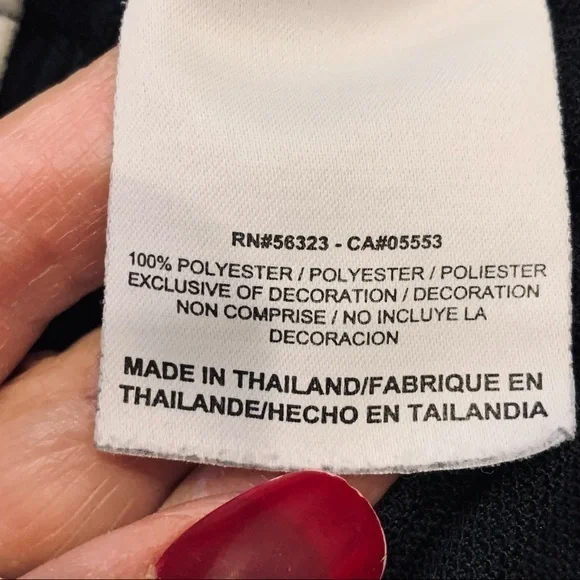 RN#56323 - CA#05553
100% POLYESTER / POLYESTER / POLIESTER
EXCLUSIVE OF DECORATION / DECORATION
NON COMPRISE / NO INCLUYE LA
DECORACION
MADE IN THAILAND/FABRIQUE EN
THAILANDE/HECHO EN TAILANDIA